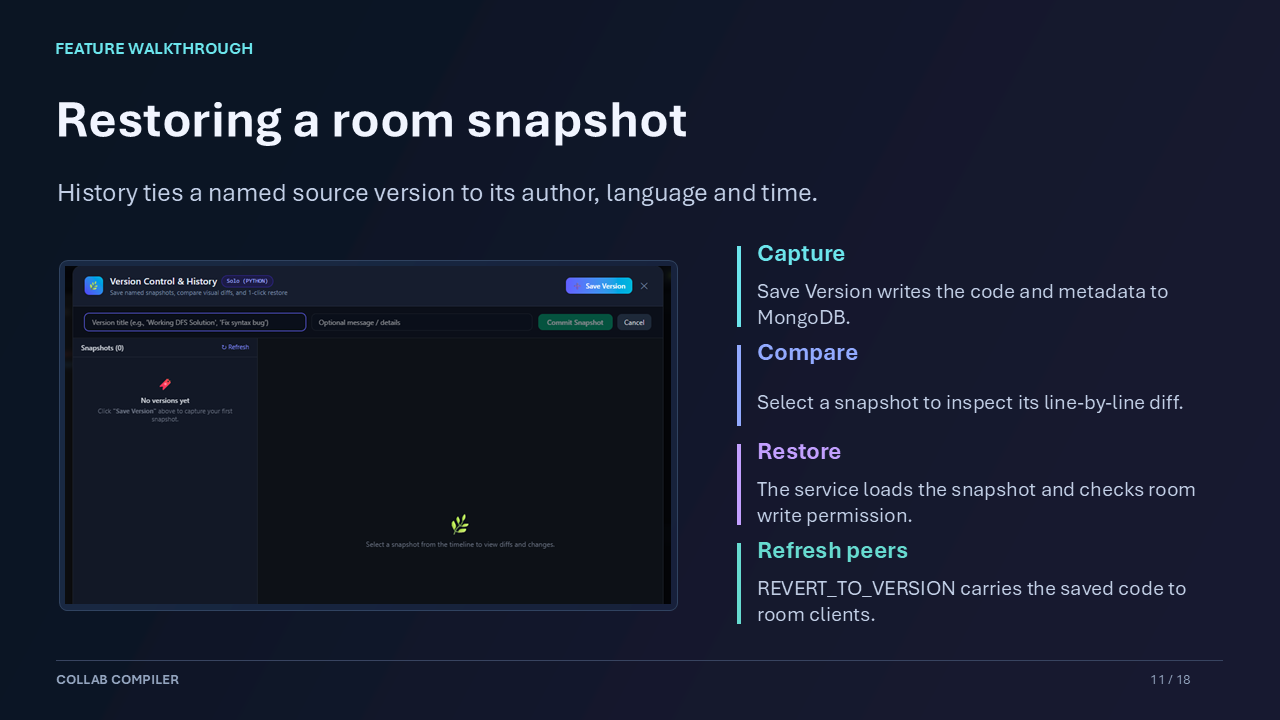 FEATURE WALKTHROUGH
Restoring a room snapshot
History ties a named source version to its author, language and time.
Version Control & History
Solo (PYTHON)
Save named snapshots, compare visual diffs, and 1-click restore
Save Version
Version title (e.g., 'Working DFS Solution', 'Fix syntax bug')
Optional message / details
Commit Snapshot
Cancel
Snapshots (0)
↻ Refresh
No versions yet
Click "Save Version" above to capture your first
snapshot.
Select a snapshot from the timeline to view diffs and changes.
Capture
Save Version writes the code and metadata to
MongoDB.
Compare
Select a snapshot to inspect its line-by-line diff.
Restore
The service loads the snapshot and checks room
write permission.
Refresh peers
REVERT_TO_VERSION carries the saved code to
room clients.
COLLAB COMPILER
11 / 18